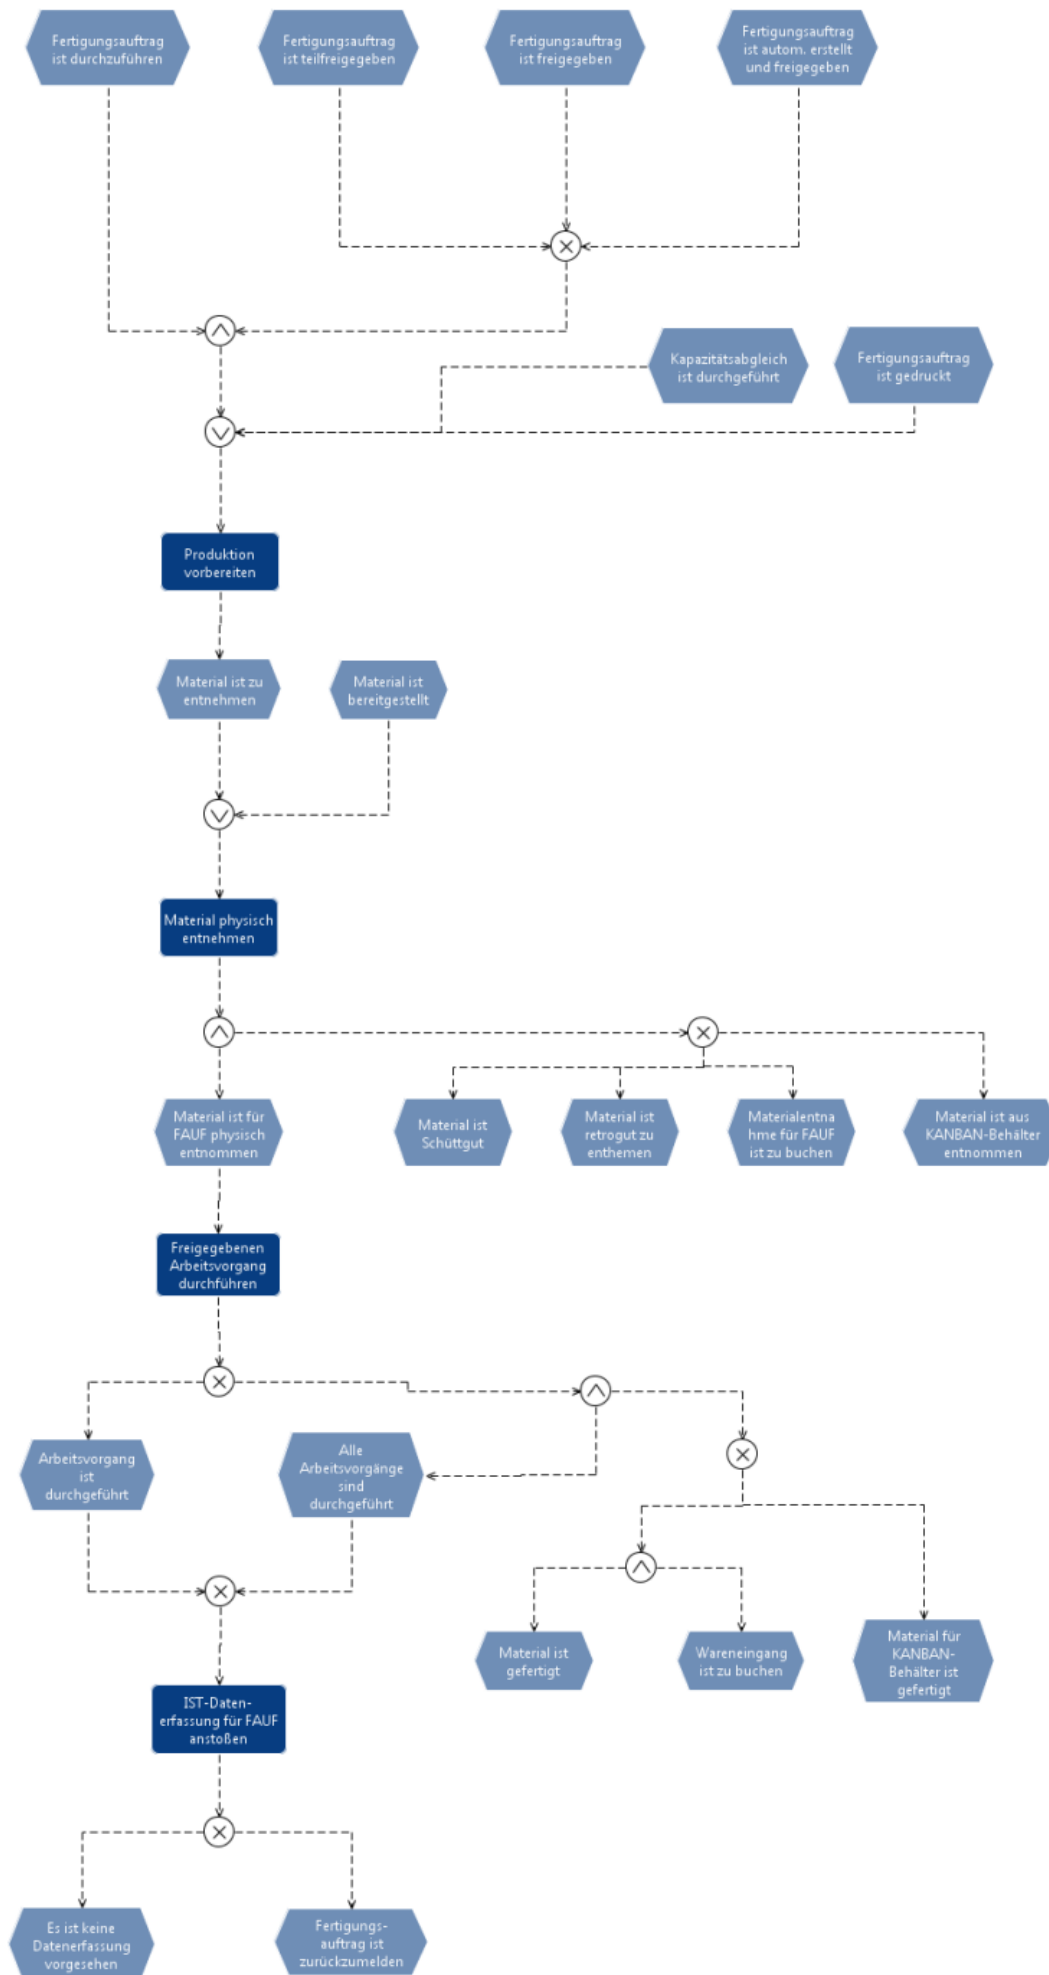 Fertigungsauftrag
ist durchzuführen
Fertigungsauftrag
ist teilfreigegeben
Fertigungsauftrag
ist freigegeben
Fertigungsauftrag
ist autom. erstellt
und freigegeben
Kapazitätsabgleich
ist durchgeführt
Fertigungsauftrag
ist gedruckt
Produktion
vorbereiten
Material ist zu
entnehmen
Material ist
bereitgestellt
Material physisch
entnehmen
Material ist für
FAUF physisch
entnommen
Material ist
Schüttgut
Material ist
retrogut zu
enthemen
Materialentna
hme für FAUF
ist zu buchen
Material ist aus
KANBAN-Behälter
entnommen
Freigegebenen
Arbeitsvorgang
durchführen
Arbeitsvorgang
ist
durchgeführt
Alle
Arbeitsvorgänge
sind
durchgeführt
Material ist
gefertigt
Wareneingang
ist zu buchen
Material für
KANBAN-
Behälter ist
gefertigt
IST-Daten-
erfassung für FAUF
anstoßen
Es ist keine
Datenerfassung
vorgesehen
Fertigungs-
auftrag ist
zurückzumelden